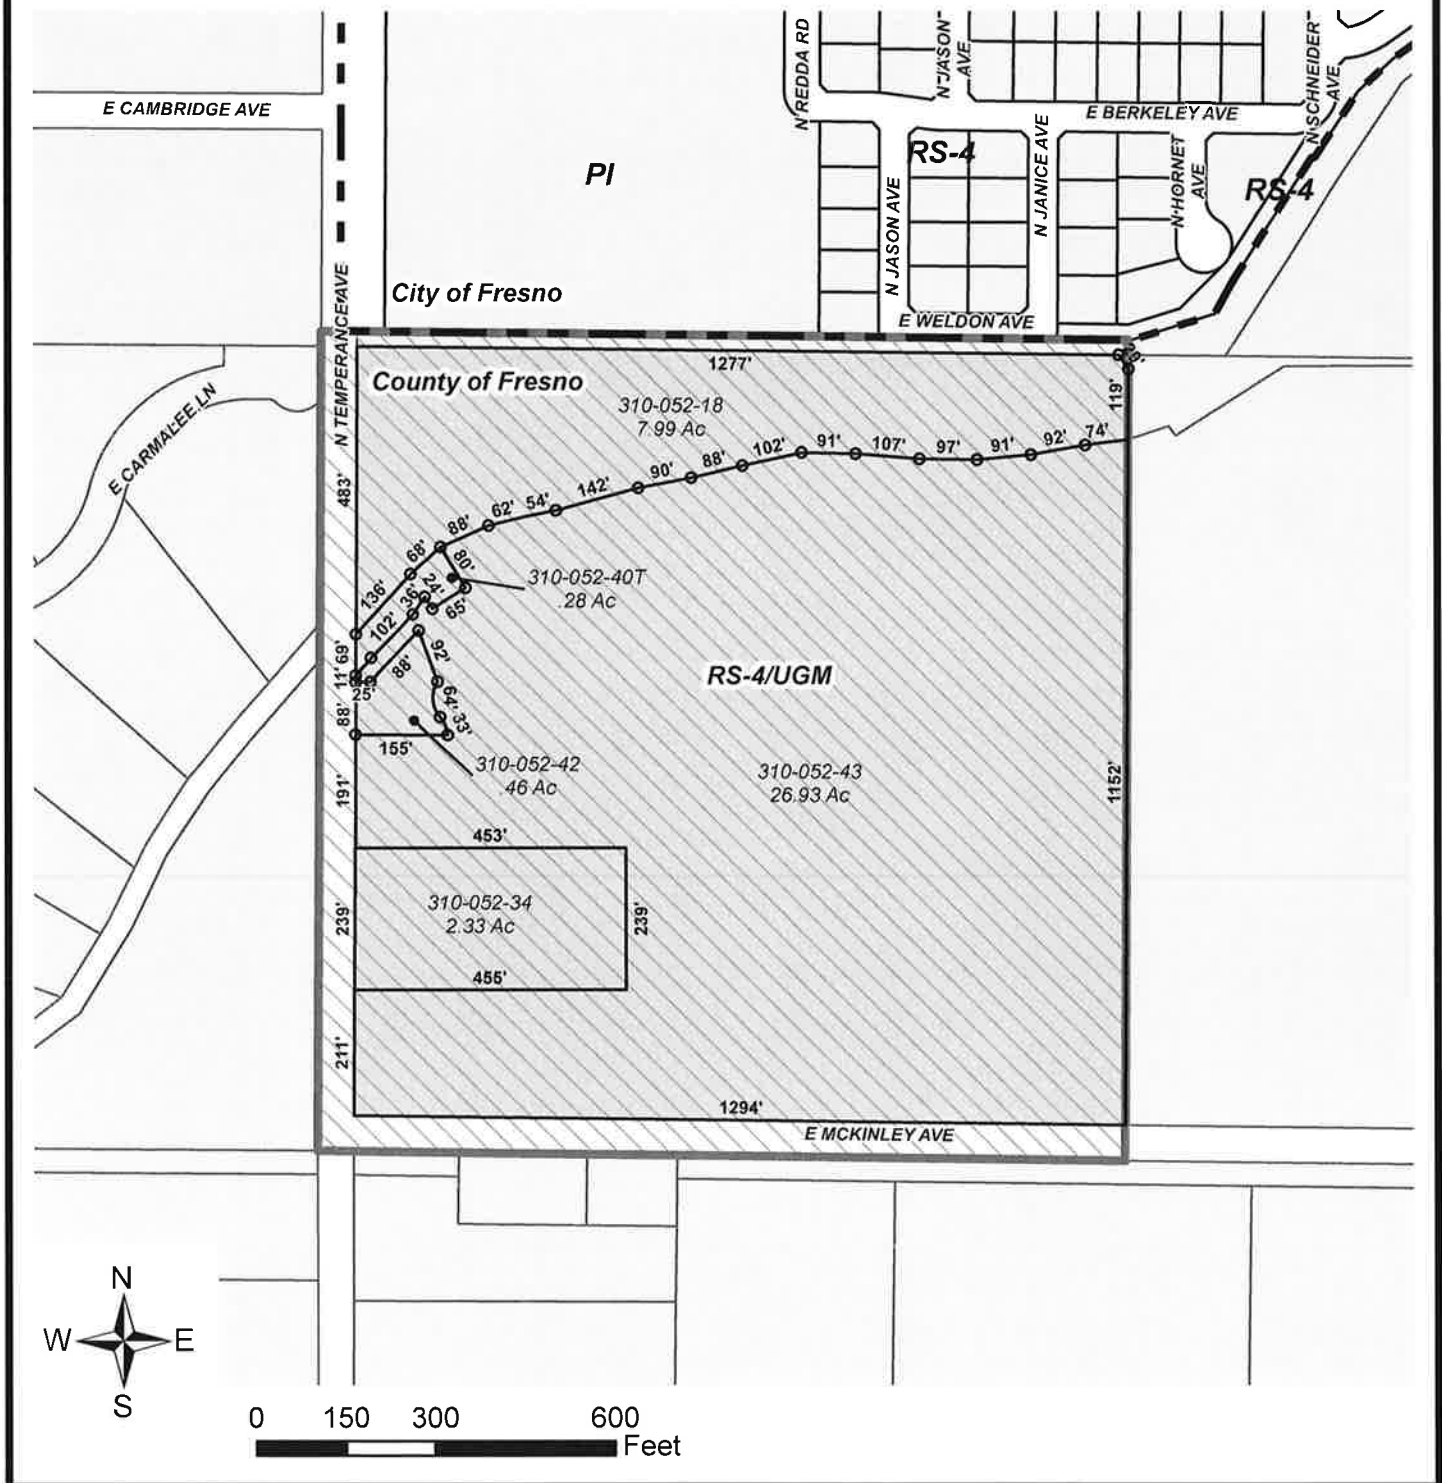 N REDDA RD
N JASON
AVE
N SCHNEIDER
AVE
E CAMBRIDGE AVE
E BERKELEY AVE
PI
RS-4
N JANICE AVE
N HORNET
AVE
RS-4
N JASON AVE
City of Fresno
E WELDON AVE
N TEMPERANCE AVE
1277'
County of Fresno
119'
310-052-18
7.99 Ac
E CARMALEE LN
483'
136'
68'
88'
62'
54'
142'
90'
88'
102'
91'
107'
97'
91'
92'
74'
80'
310-052-40T
.28 Ac
102'
36'
24'
65'
69'
11'
25'
88'
92'
64'
33'
RS-4/UGM
88'
155'
310-052-42
.46 Ac
310-052-43
26.93 Ac
1152'
191'
453'
310-052-34
2.33 Ac
239'
239'
455'
211'
1294'
E MCKINLEY AVE
N
W E
S
0 150 300 600
Feet